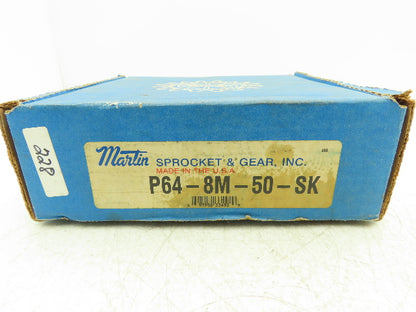 228
Martin SPROCKET & GEAR, INC.
MADE IN THE U.S.A.
P64-8M-50-SK